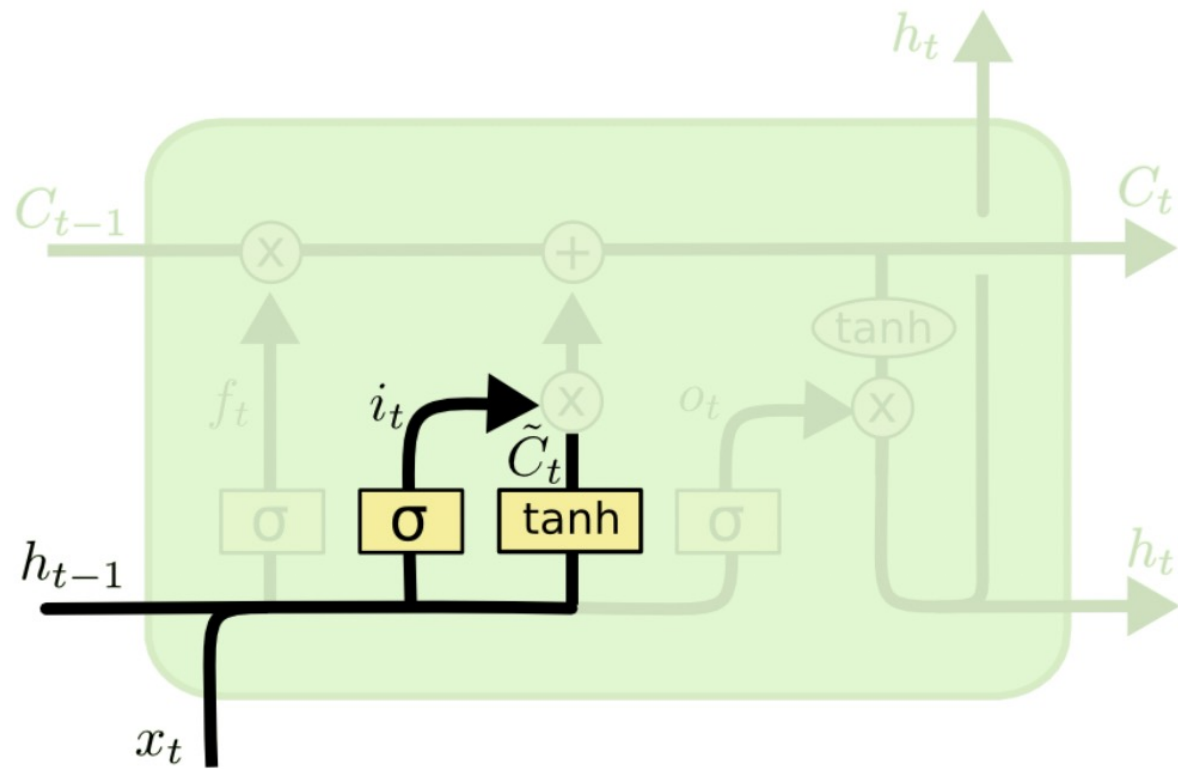 h_t
C_{t-1}
C_t
x
+
tanh
f_t
i_t
x
o_t
x
C̃_t
σ
σ
tanh
σ
h_{t-1}
h_t
x_t